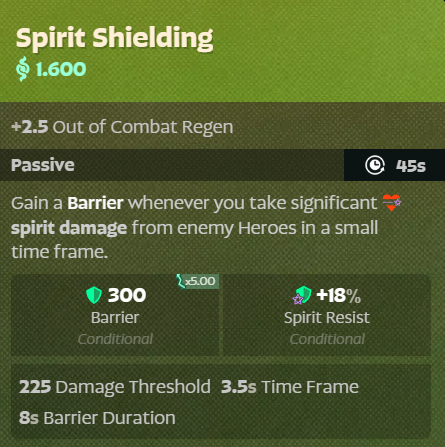 Spirit Shielding
1.600
+2.5 Out of Combat Regen
Passive 45s
Gain a Barrier whenever you take significant
spirit damage from enemy Heroes in a small
time frame.
x5.00
300 +18%
Barrier Spirit Resist
Conditional Conditional
225 Damage Threshold 3.5s Time Frame
8s Barrier Duration